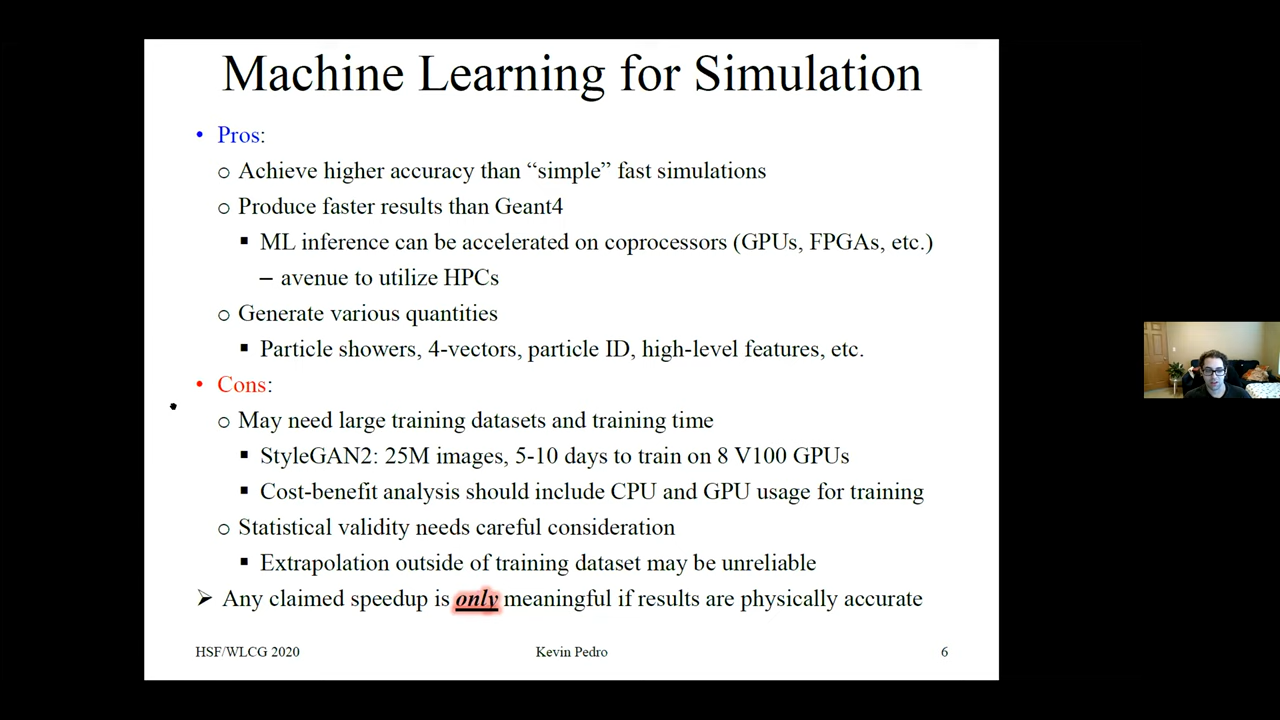 Machine Learning for Simulation
• Pros:
o Achieve higher accuracy than “simple” fast simulations
o Produce faster results than Geant4
▪ ML inference can be accelerated on coprocessors (GPUs, FPGAs, etc.)
– avenue to utilize HPCs
o Generate various quantities
▪ Particle showers, 4-vectors, particle ID, high-level features, etc.
• Cons:
o May need large training datasets and training time
▪ StyleGAN2: 25M images, 5-10 days to train on 8 V100 GPUs
▪ Cost-benefit analysis should include CPU and GPU usage for training
o Statistical validity needs careful consideration
▪ Extrapolation outside of training dataset may be unreliable
➢ Any claimed speedup is only meaningful if results are physically accurate
HSF/WLCG 2020 Kevin Pedro 6